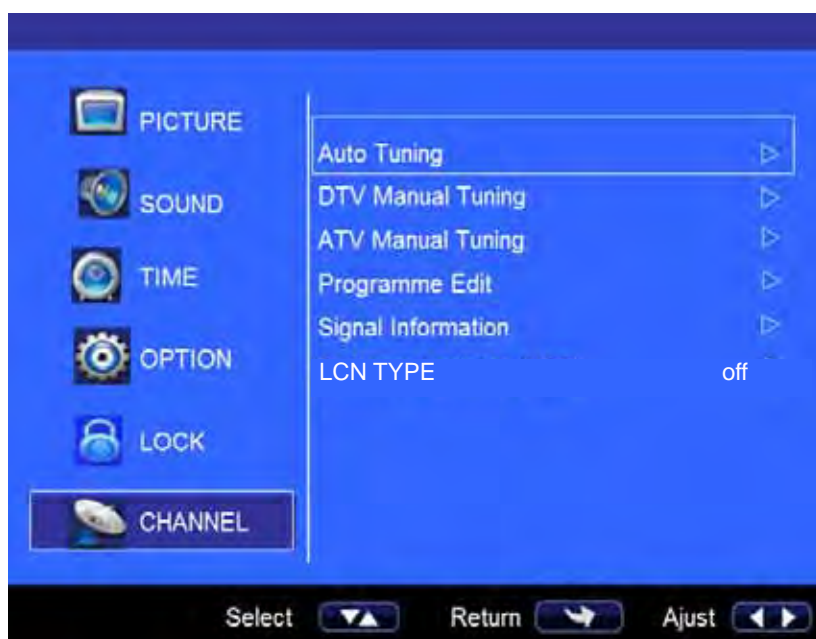 PICTURE
SOUND
TIME
OPTION
LOCK
CHANNEL
Auto Tuning
DTV Manual Tuning
ATV Manual Tuning
Programme Edit
Signal Information
LCN TYPE off
Select Return Ajust